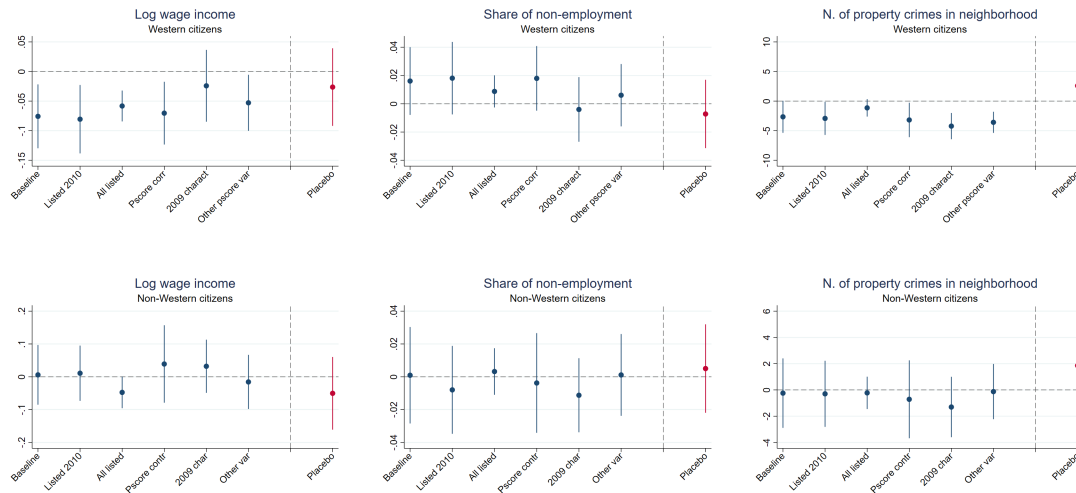 Log wage income
Western citizens
.05
0
-.05
-.1
-.15
Baseline
Listed 2010
All listed
Pscore corr
2009 charact
Other pscore var
Placebo
Share of non-employment
Western citizens
.04
.02
0
-.02
-.04
Baseline
Listed 2010
All listed
Pscore corr
2009 charact
Other pscore var
Placebo
N. of property crimes in neighborhood
Western citizens
10
5
0
-5
-10
Baseline
Listed 2010
All listed
Pscore corr
2009 charact
Other pscore var
Placebo
Log wage income
Non-Western citizens
.2
.1
0
-.1
-.2
Baseline
Listed 2010
All listed
Pscore contr
2009 char
Other var
Placebo
Share of non-employment
Non-Western citizens
.04
.02
0
-.02
-.04
Baseline
Listed 2010
All listed
Pscore contr
2009 char
Other var
Placebo
N. of property crimes in neighborhood
Non-Western citizens
6
4
2
0
-2
-4
Baseline
Listed 2010
All listed
Pscore contr
2009 char
Other var
Placebo